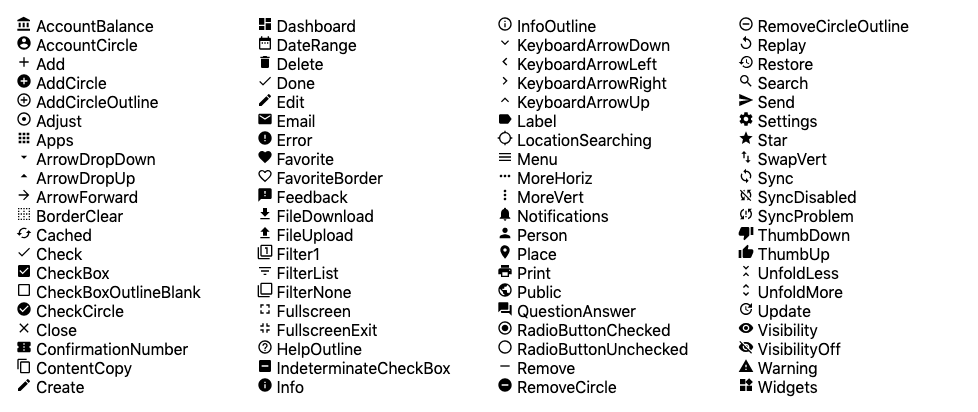 AccountBalance
AccountCircle
Add
AddCircle
AddCircleOutline
Adjust
Apps
ArrowDropDown
ArrowDropUp
ArrowForward
BorderClear
Cached
Check
CheckBox
CheckBoxOutlineBlank
CheckCircle
Close
ConfirmationNumber
ContentCopy
Create
Dashboard
DateRange
Delete
Done
Edit
Email
Error
Favorite
FavoriteBorder
Feedback
FileDownload
FileUpload
Filter1
FilterList
FilterNone
Fullscreen
FullscreenExit
HelpOutline
IndeterminateCheckBox
Info
InfoOutline
KeyboardArrowDown
KeyboardArrowLeft
KeyboardArrowRight
KeyboardArrowUp
Label
LocationSearching
Menu
MoreHoriz
MoreVert
Notifications
Person
Place
Print
Public
QuestionAnswer
RadioButtonChecked
RadioButtonUnchecked
Remove
RemoveCircle
RemoveCircleOutline
Replay
Restore
Search
Send
Settings
Star
SwapVert
Sync
SyncDisabled
SyncProblem
ThumbDown
ThumbUp
UnfoldLess
UnfoldMore
Update
Visibility
VisibilityOff
Warning
Widgets